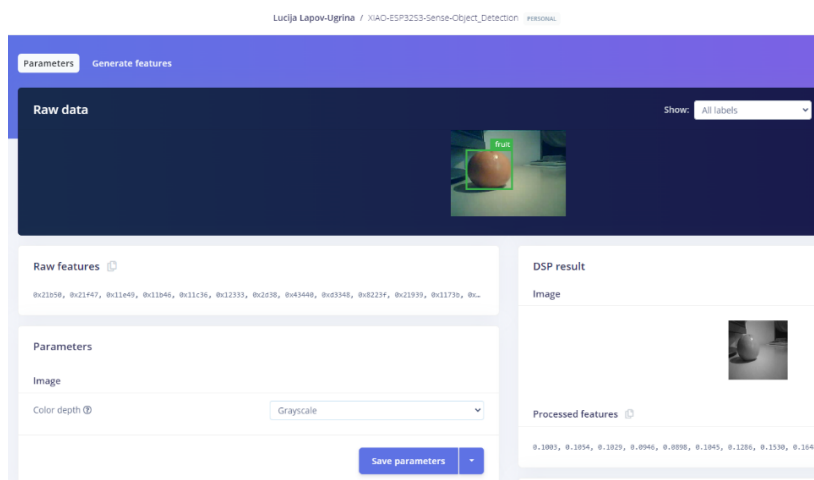 Lucija Lapov-Ugrina / XIAO-ESP32S3-Sense-Object_Detection PERSONAL
Parameters Generate features
Raw data
Show: All labels
fruit
Raw features
0x21b50, 0x21f47, 0x11e49, 0x11b46, 0x11c36, 0x12333, 0x2d38, 0x43440, 0xd3348, 0x8223f, 0x21939, 0x1173b, 0x…
Parameters
Image
Color depth
Grayscale
Save parameters
DSP result
Image
Processed features
0.1003, 0.1054, 0.1029, 0.0946, 0.0898, 0.1045, 0.1286, 0.1530, 0.164